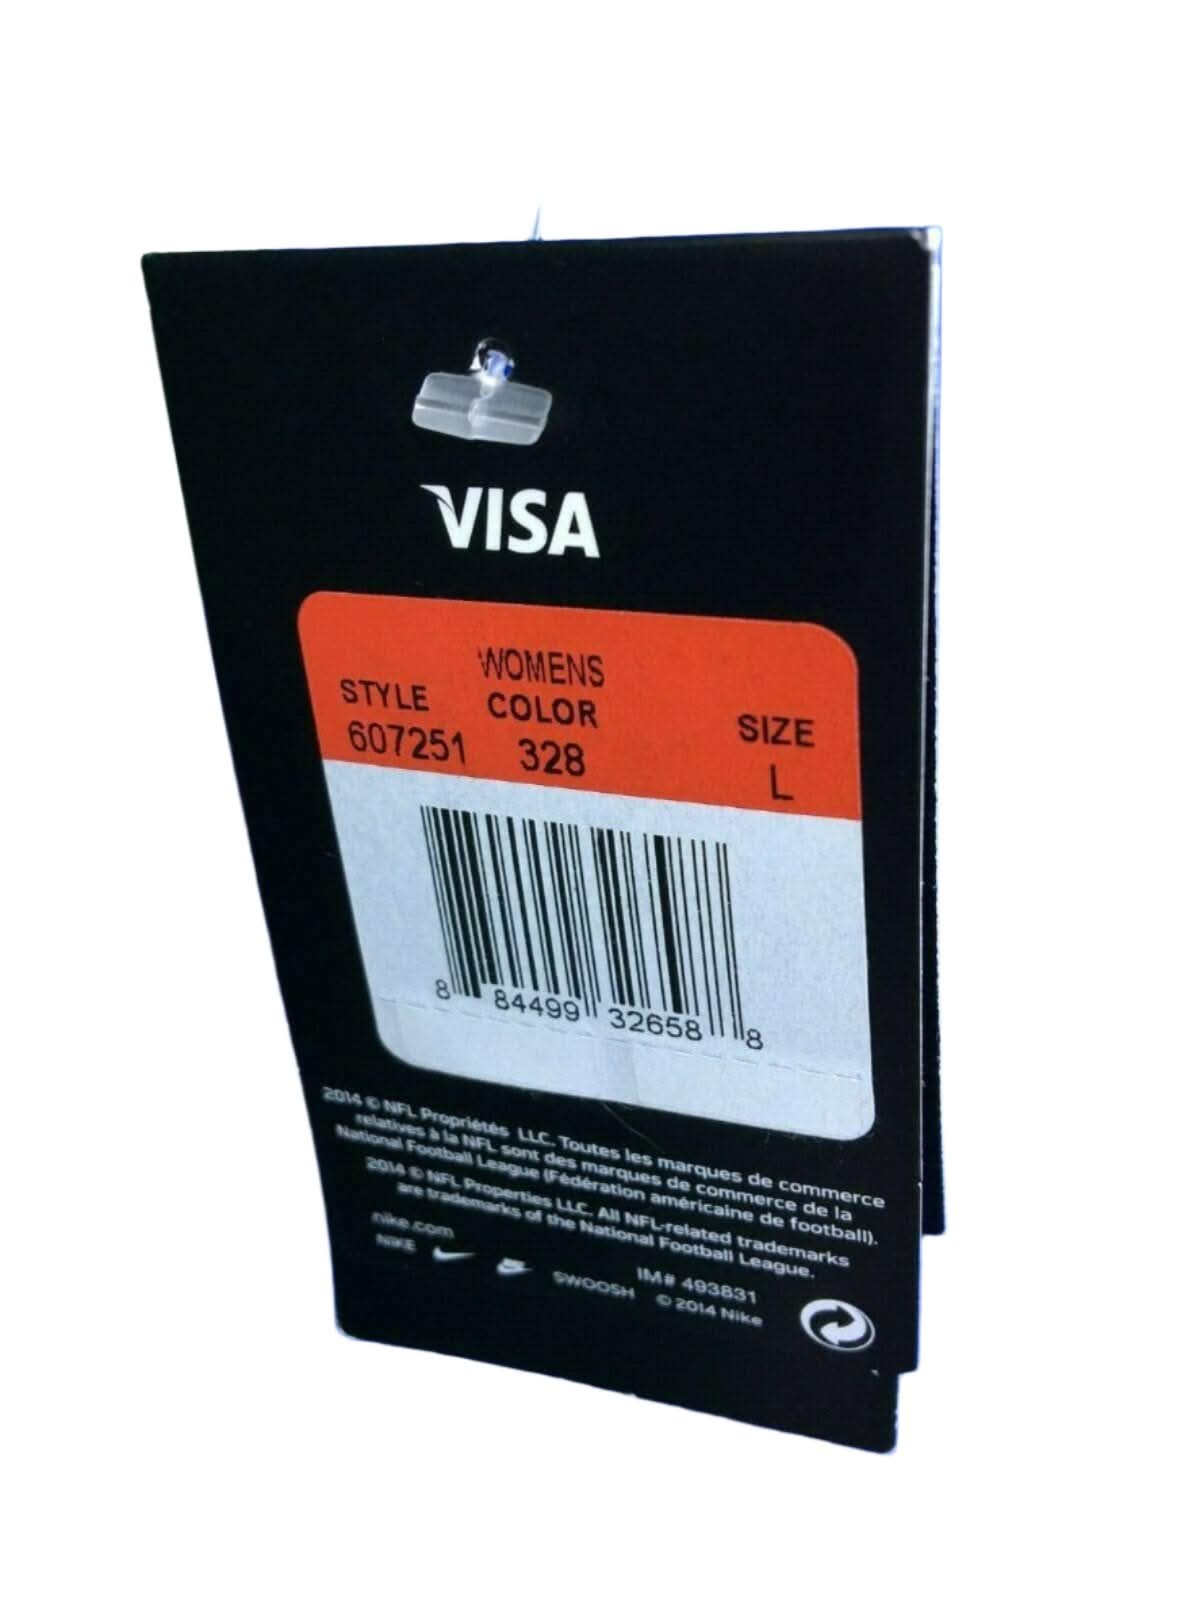 VISA
WOMENS
STYLE COLOR SIZE
607251 328 L
8 84499 32658 8
2014 © NFL Propriétés LLC. Toutes les marques de commerce
relatives à la NFL sont des marques de commerce de la
National Football League (Fédération américaine de football).
2014 © NFL Properties LLC. All NFL-related trademarks
are trademarks of the National Football League.
nike.com IM# 493831
NIKE SWOOSH © 2014 Nike